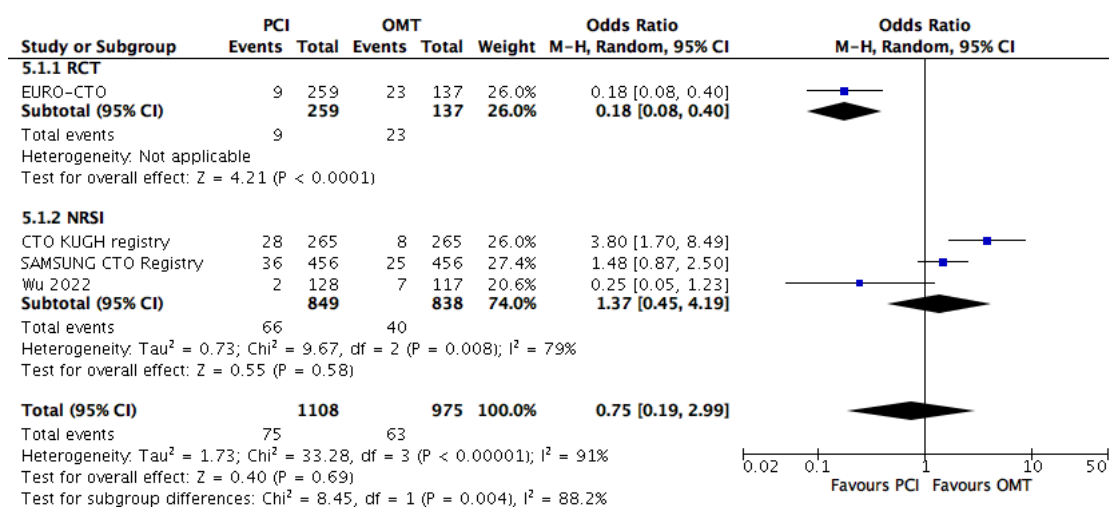 PCI OMT Odds Ratio Odds Ratio
Study or Subgroup Events Total Events Total Weight M-H, Random, 95% CI M-H, Random, 95% CI
5.1.1 RCT
EURO-CTO 9 259 23 137 26.0% 0.18 [0.08, 0.40]
Subtotal (95% CI) 259 137 26.0% 0.18 [0.08, 0.40]
Total events 9 23
Heterogeneity: Not applicable
Test for overall effect: Z = 4.21 (P < 0.0001)
5.1.2 NRSI
CTO KUGH registry 28 265 8 265 26.0% 3.80 [1.70, 8.49]
SAMSUNG CTO Registry 36 456 25 456 27.4% 1.48 [0.87, 2.50]
Wu 2022 2 128 7 117 20.6% 0.25 [0.05, 1.23]
Subtotal (95% CI) 849 838 74.0% 1.37 [0.45, 4.19]
Total events 66 40
Heterogeneity: Tau² = 0.73; Chi² = 9.67, df = 2 (P = 0.008); I² = 79%
Test for overall effect: Z = 0.55 (P = 0.58)
Total (95% CI) 1108 975 100.0% 0.75 [0.19, 2.99]
Total events 75 63
Heterogeneity: Tau² = 1.73; Chi² = 33.28, df = 3 (P < 0.00001); I² = 91%
Test for overall effect: Z = 0.40 (P = 0.69)
Test for subgroup differences: Chi² = 8.45, df = 1 (P = 0.004), I² = 88.2%
0.02 0.1 1 10 50
Favours PCI Favours OMT